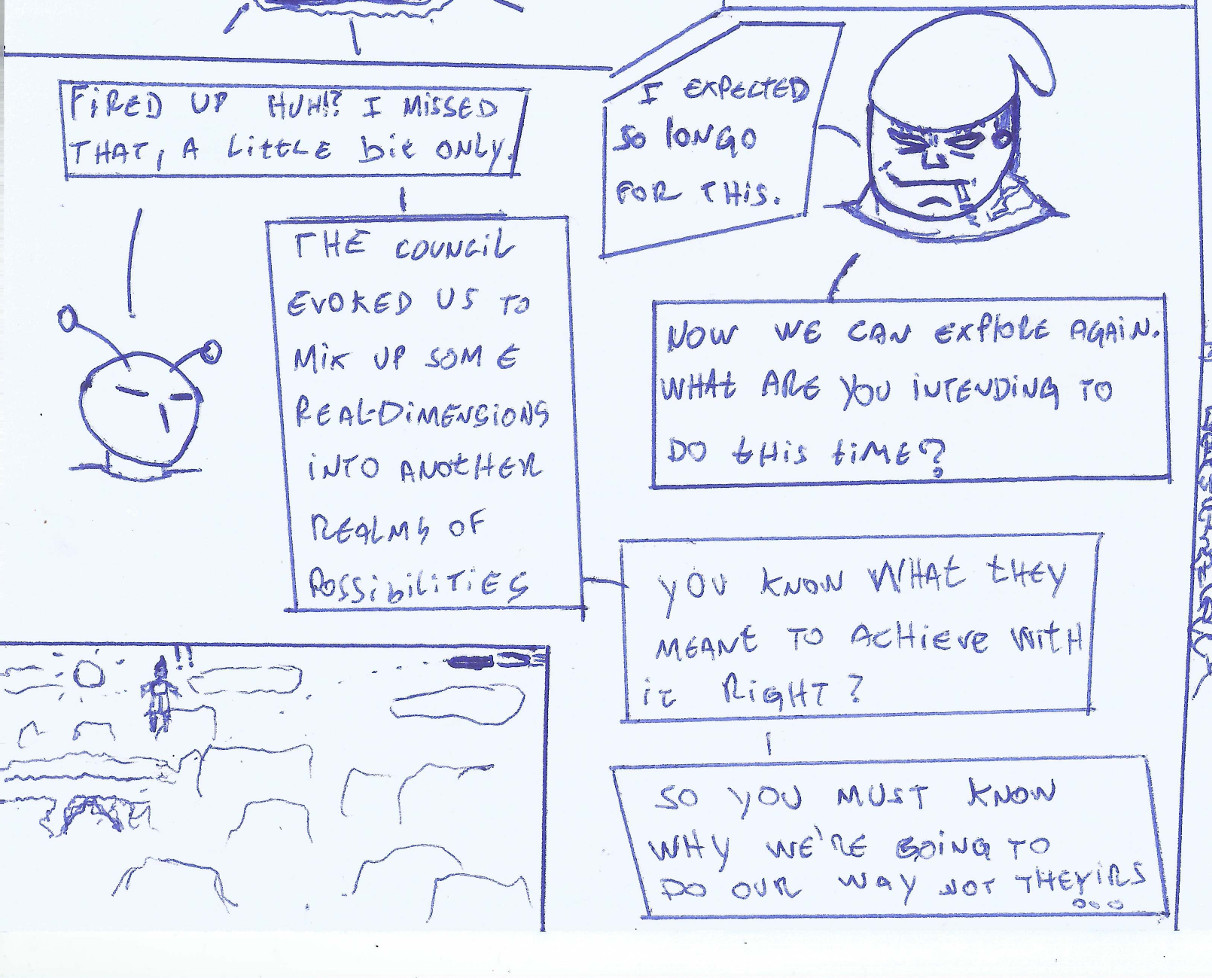 FIRED UP HUH!? I MISSED
THAT, A LittLE bit ONLY.
THE COUNCIL
EVOKED US TO
MIX UP SOME
REAL-DIMENSIONS
INTO ANOTHER
REALMS OF
POSSIBILITIES
I EXPECTED
SO LONGO
FOR THIS.
NOW WE CAN EXPlORE AGAIN.
WHAt ARE YOU INTENDING TO
DO tHis tiME?
YOU KNOW WHAt tHEY
MEANT TO ACHIEVE WitH
it RIGHT?
SO YOU MUST KNOW
WHY WE'RE GOING TO
DO OUR WAY NOT THEYIRS
...
!!